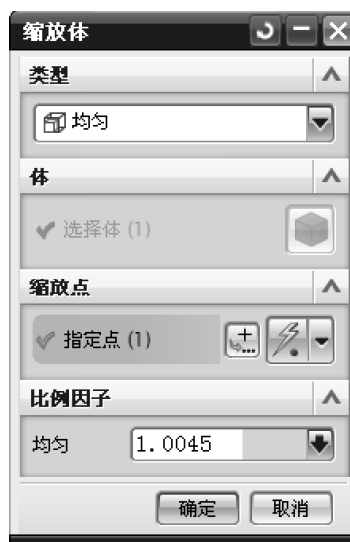 缩放体
类型
均匀
体
选择体 (1)
缩放点
指定点 (1)
比例因子
均匀 1.0045
确定 取消